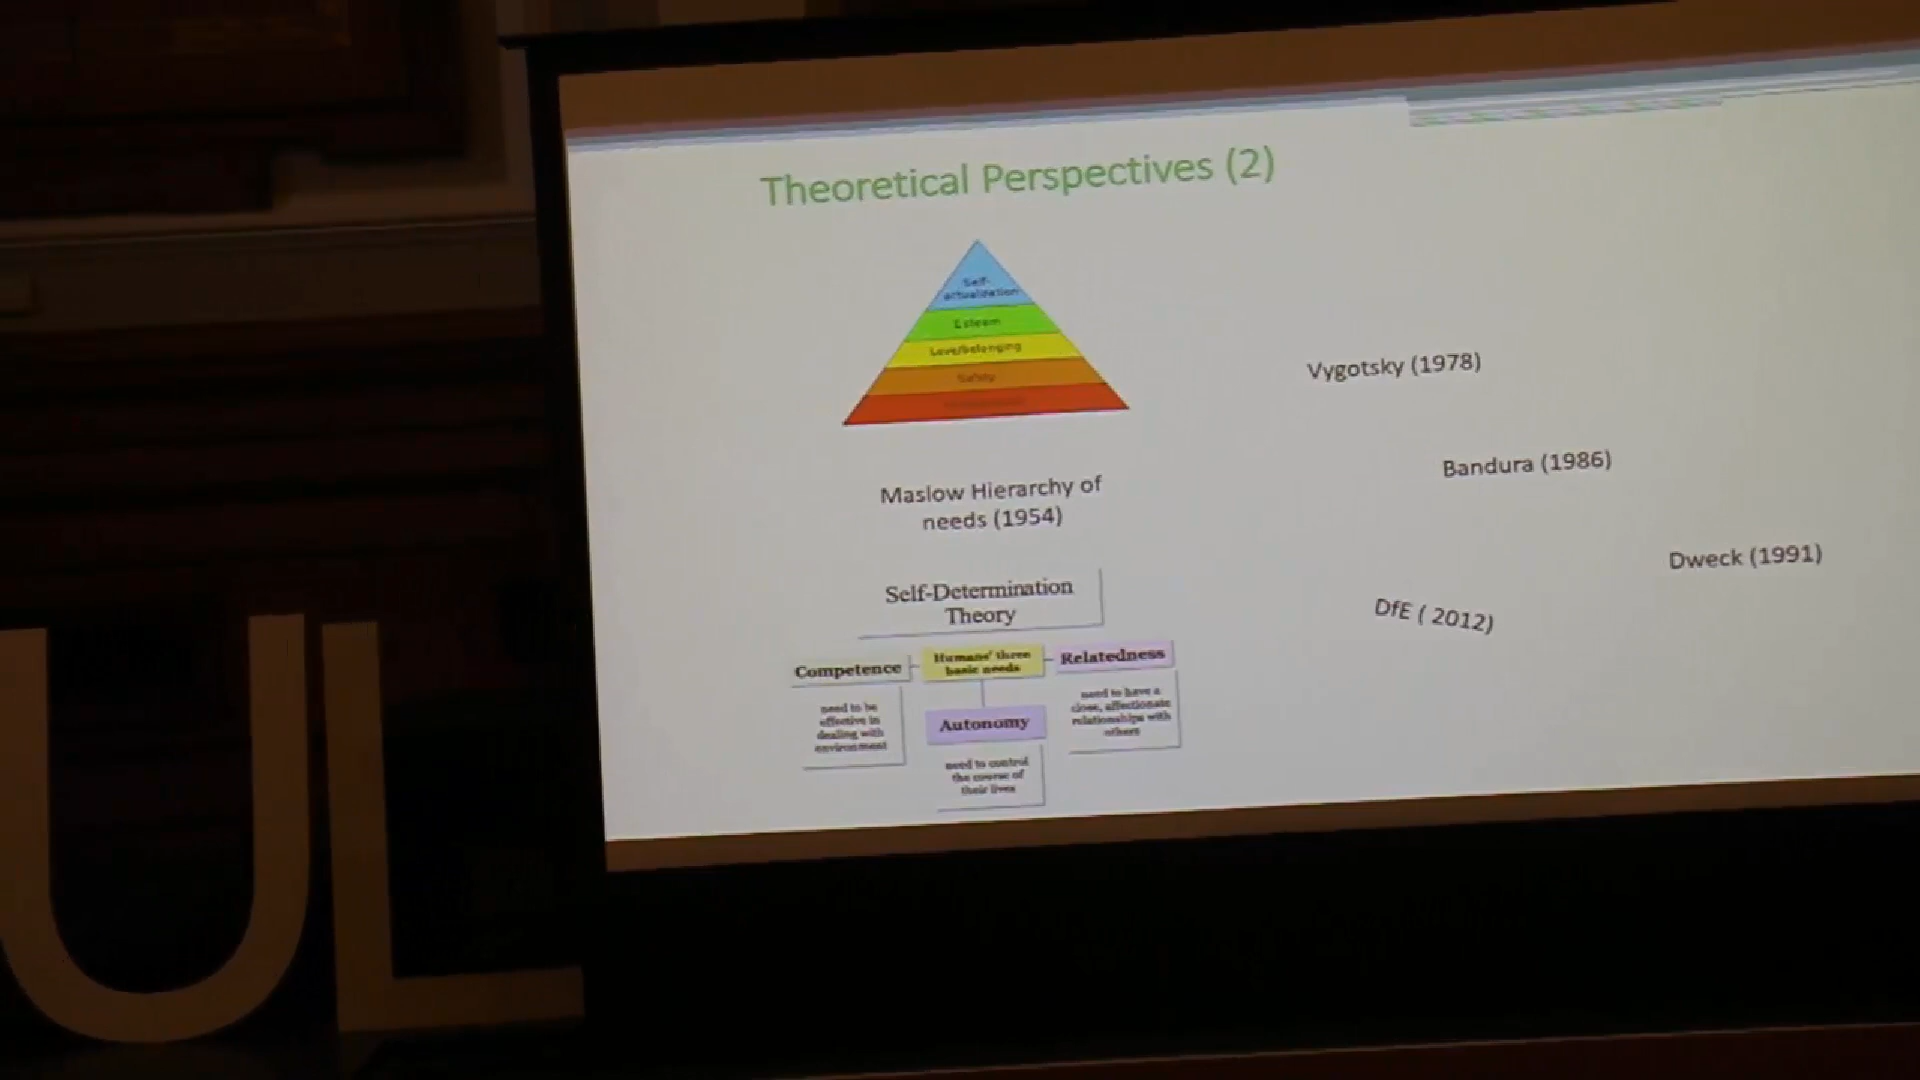 Theoretical Perspectives (2)
Self-
actualization
Esteem
Love/belonging
Safety
Maslow Hierarchy of
needs (1954)
Vygotsky (1978)
Bandura (1986)
Dweck (1991)
DfE ( 2012)
Self-Determination
Theory
Competence
Humans' three
basic needs
Relatedness
need to be
effective in
dealing with
environment
Autonomy
need to have a
close, affectionate
relationships with
others
need to control
the course of
their lives
UL